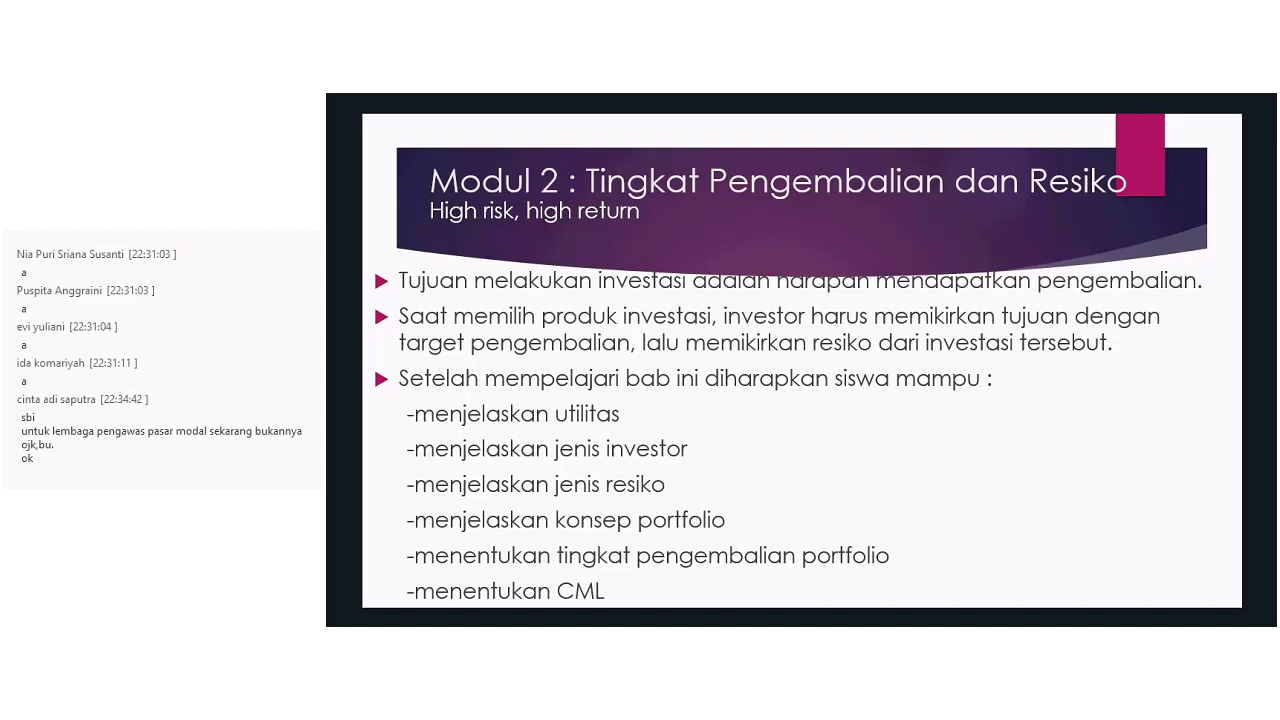 Nia Puri Sriana Susanti [22:31:03 ]
a
Puspita Anggraini [22:31:03 ]
a
evi yuliani [22:31:04 ]
a
ida komariyah [22:31:11 ]
a
cinta adi saputra [22:34:42 ]
sbi
untuk lembaga pengawas pasar modal sekarang bukannya
ojk,bu.
ok
Modul 2 : Tingkat Pengembalian dan Resiko
High risk, high return
Tujuan melakukan investasi adalah harapan mendapatkan pengembalian.
Saat memilih produk investasi, investor harus memikirkan tujuan dengan
target pengembalian, lalu memikirkan resiko dari investasi tersebut.
Setelah mempelajari bab ini diharapkan siswa mampu :
-menjelaskan utilitas
-menjelaskan jenis investor
-menjelaskan jenis resiko
-menjelaskan konsep portfolio
-menentukan tingkat pengembalian portfolio
-menentukan CML